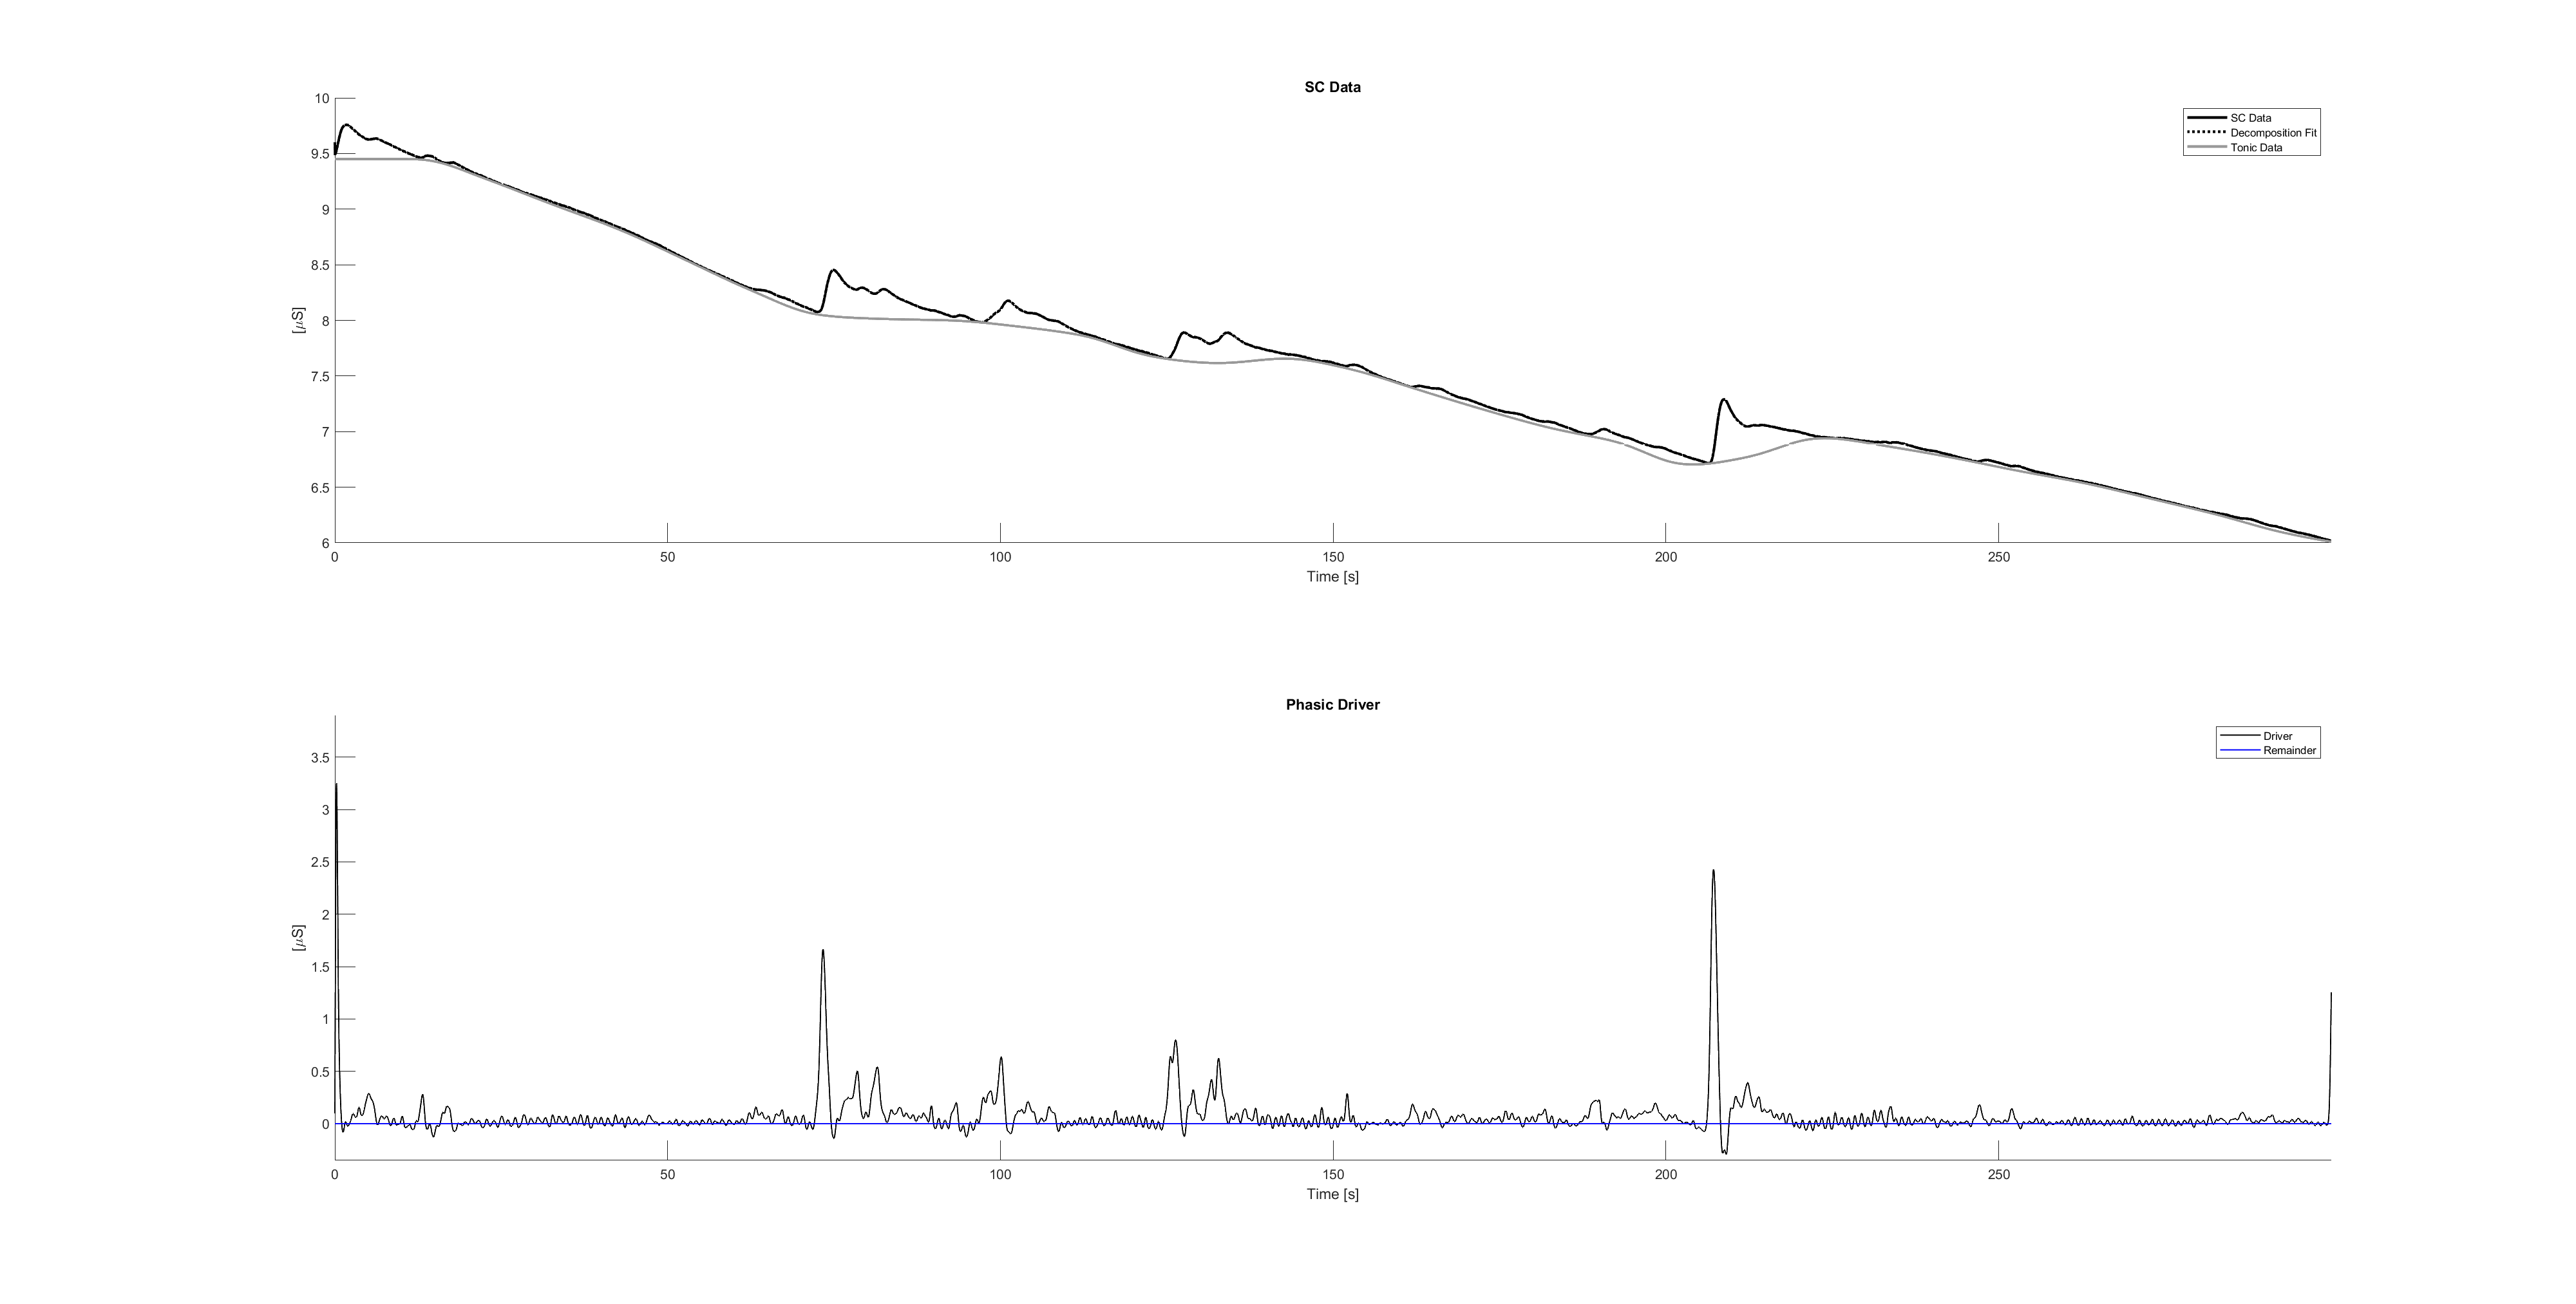 SC Data
10
9.5
9
8.5
8
7.5
7
6.5
6
[μS]
0 50 100 150 200 250
Time [s]
SC Data
Decomposition Fit
Tonic Data
Phasic Driver
3.5
3
2.5
2
1.5
1
0.5
0
[μS]
0 50 100 150 200 250
Time [s]
Driver
Remainder